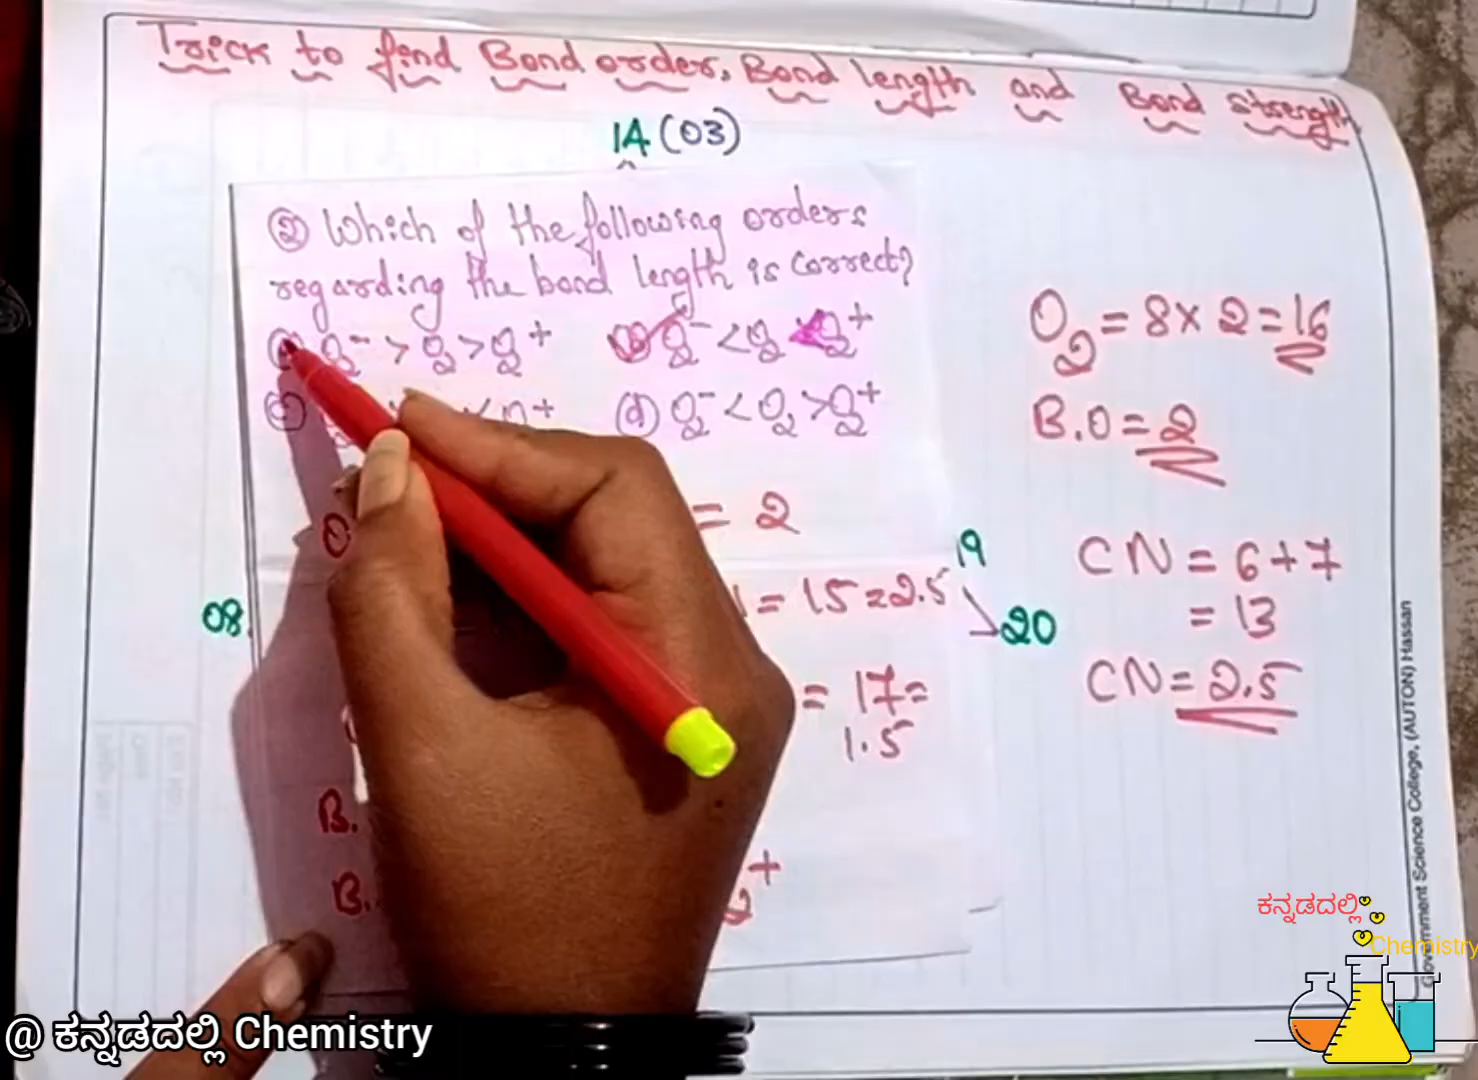 Trick to find Bond order, Bond length and Bond strength
1A (03)
② Which of the following orders
regarding the bond length is correct?
O₂⁻ > O₂ > O₂⁺ (b) O₂⁻ < O₂ < O₂⁺
(c) < O₂⁺ (d) O₂⁻ < O₂ > O₂⁺
= 2
= 15 = 2.5
= 17 =
1.5
B.
B.
+
08.
19
20
O₂ = 8 × 2 = 16
B.O = 2
CN = 6 + 7
= 13
CN = 2.5
Government Science College, (AUTON) Hassan
ಕನ್ನಡದಲ್ಲಿ
Chemistry
@ ಕನ್ನಡದಲ್ಲಿ Chemistry